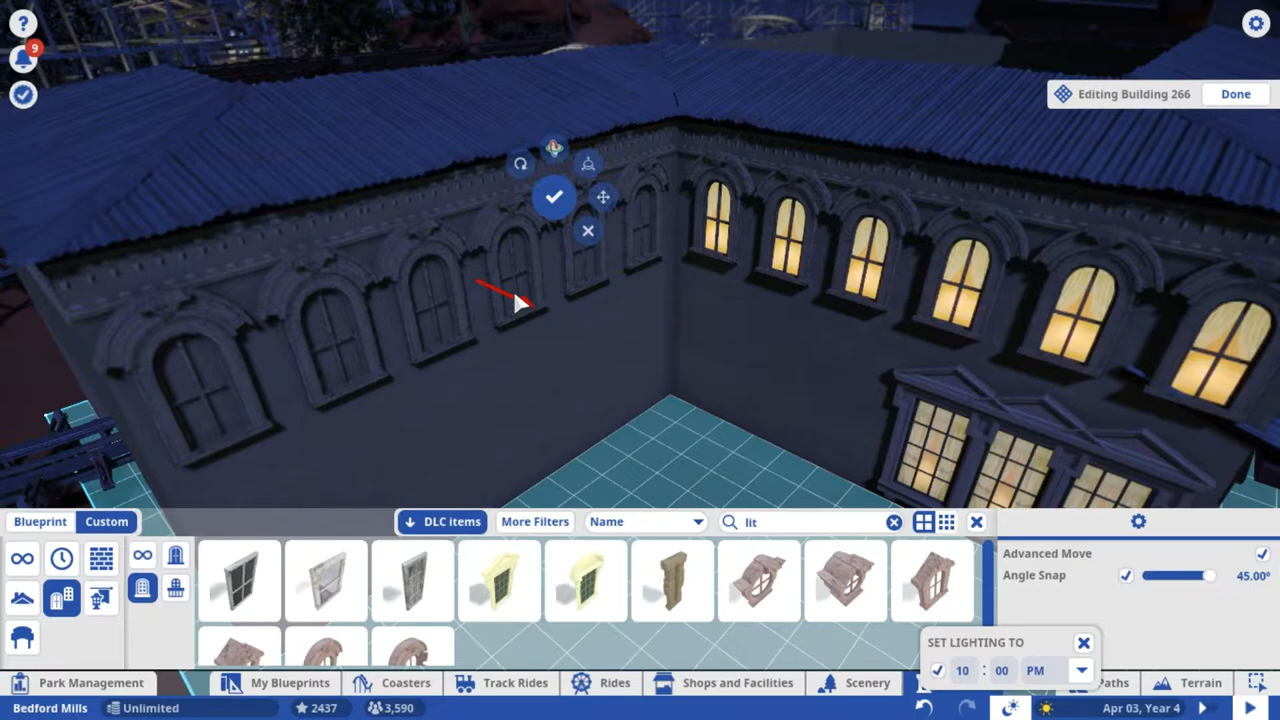 ?
9
Editing Building 266
Done
Blueprint
Custom
DLC items
More Filters
Name
lit
Advanced Move
Angle Snap
45.00°
SET LIGHTING TO
10 : 00 PM
Park Management
My Blueprints
Coasters
Track Rides
Rides
Shops and Facilities
Scenery
Paths
Terrain
Bedford Mills
Unlimited
2437
3,590
Apr 03, Year 4